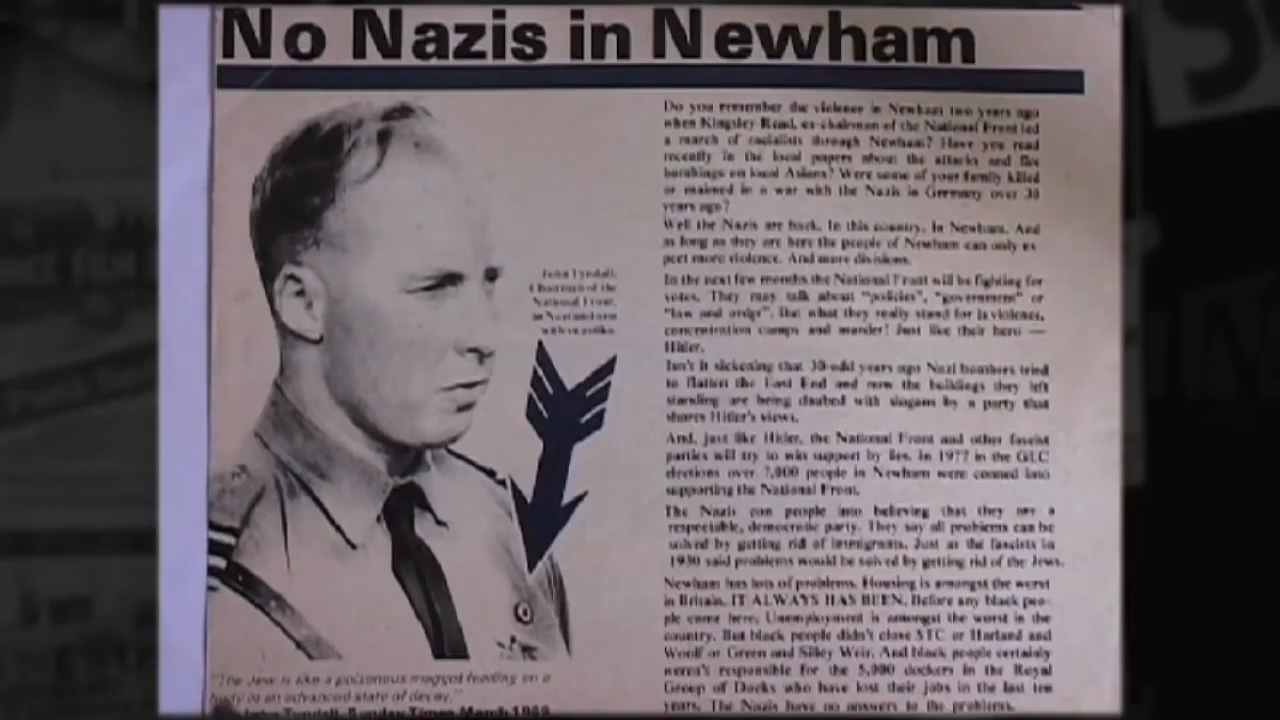 No Nazis in Newham
Do you remember the violence in Newham two years ago
when Kingsley Read, ex-chairman of the National Front led
a march of racialists through Newham? Have you read
recently in the local papers about the attacks and fire
bombings on local Asians? Were some of your family killed
or maimed in a war with the Nazis in Germany over 30
years ago?
Well the Nazis are back. In this country. In Newham. And
as long as they are here the people of Newham can only ex-
pect more violence. And more divisions.
In the next few months the National Front will be fighting for
votes. They may talk about "policies", "government" or
"law and order". But what they really stand for is violence,
concentration camps and murder! Just like their hero —
Hitler.
Isn't it sickening that 30-odd years ago Nazi bombers tried
to flatten the East End and now the buildings they left
standing are being daubed with slogans by a party that
shares Hitler's views.
And, just like Hitler, the National Front and other fascist
parties will try to win support by lies. In 1977 in the GLC
elections over 7,000 people in Newham were conned into
supporting the National Front.
The Nazis con people into believing that they are a
respectable, democratic party. They say all problems can be
solved by getting rid of immigrants. Just as the fascists in
1930 said problems would be solved by getting rid of the Jews.
Newham has lots of problems. Housing is amongst the worst
in Britain. IT ALWAYS HAS BEEN. Before any black peo-
ple came here. Unemployment is amongst the worst in the
country. But black people didn't close STC or Harland and
Woolf or Green and Silley Weir. And black people certainly
weren't responsible for the 5,000 dockers in the Royal
Group of Docks who have lost their jobs in the last ten
years. The Nazis have no answers to the problems.
John Tyndall,
Chairman of the
National Front,
in Nazi uniform
with swastika.
"The Jew is like a poisonous maggot feeding on a
body in an advanced state of decay."
John Tyndall, Sunday Times March 1969